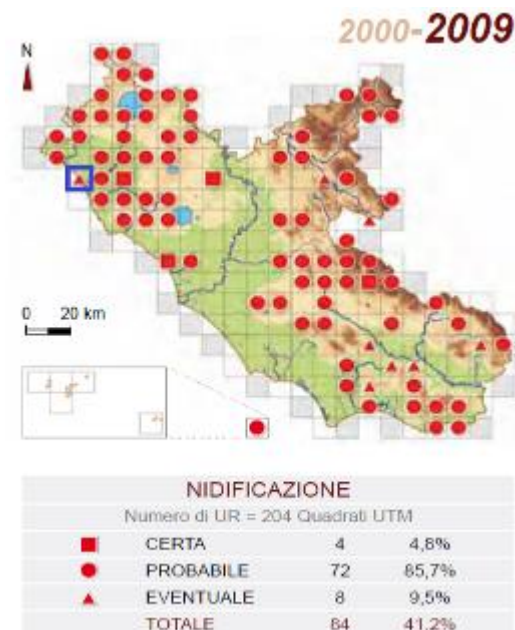 2000-2009
N
0 20 km
NIDIFICAZIONE
Numero di UR = 204 Quadrati UTM
CERTA 4 4,8%
PROBABILE 72 85,7%
EVENTUALE 8 9,5%
TOTALE 84 41,2%